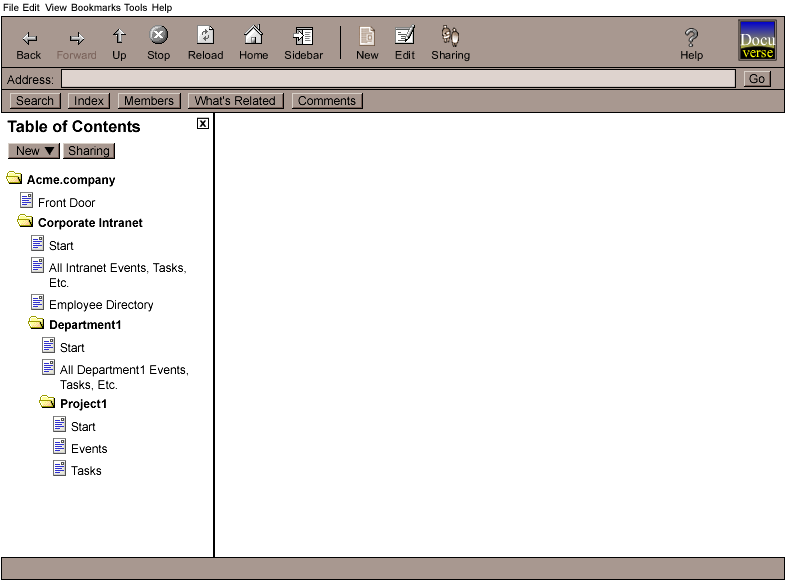 File Edit View Bookmarks Tools Help
Back Forward Up Stop Reload Home Sidebar New Edit Sharing Help Docu
verse
Address: Go
Search Index Members What's Related Comments
Table of Contents X
New ▼ Sharing
Acme.company
Front Door
Corporate Intranet
Start
All Intranet Events, Tasks,
Etc.
Employee Directory
Department1
Start
All Department1 Events,
Tasks, Etc.
Project1
Start
Events
Tasks